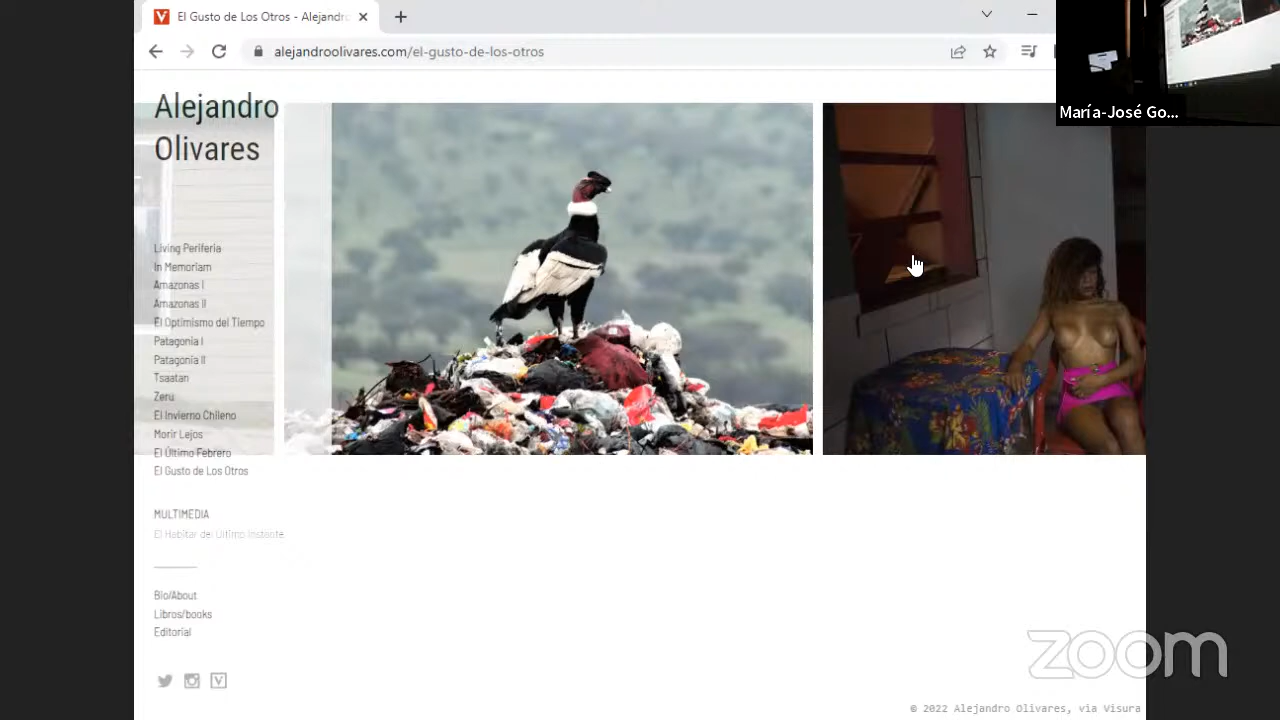 El Gusto de Los Otros - Alejandro
alejandroolivares.com/el-gusto-de-los-otros
María-José Go...
Alejandro
Olivares
Living Periferia
In Memoriam
Amazonas I
Amazonas II
El Optimismo del Tiempo
Patagonia I
Patagonia II
Tsaatan
Zeru
El Invierno Chileno
Morir Lejos
El Último Febrero
El Gusto de Los Otros
MULTIMEDIA
El Habitar del Último Instante
Bio/About
Libros/books
Editorial
zoom
© 2022 Alejandro Olivares, via Visura